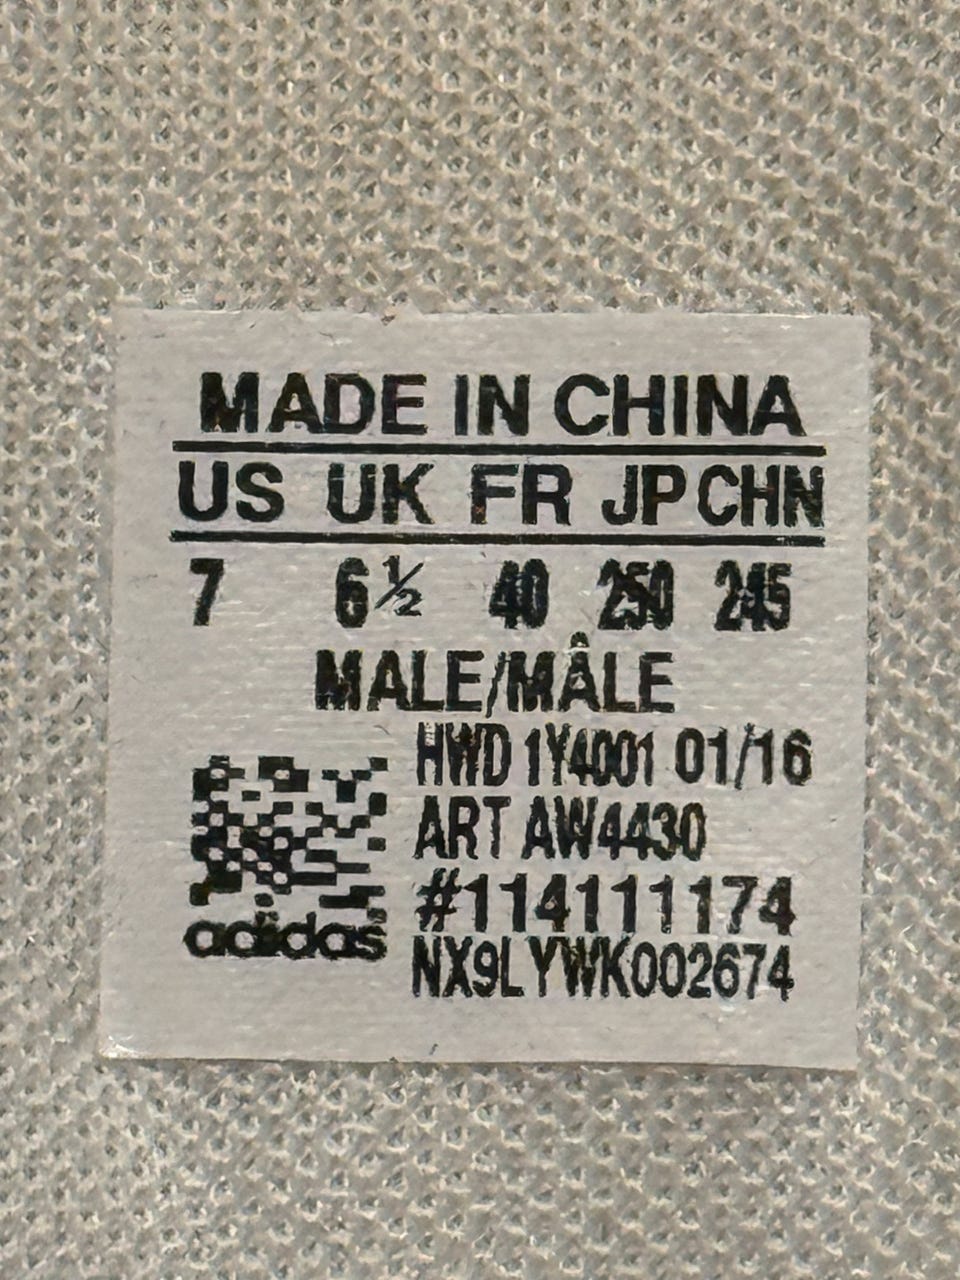 MADE IN CHINA
US UK FR JP CHN
7 6½ 40 250 245
MALE/MÂLE
HWD 1Y4001 01/16
ART AW4430
#114111174
adidas
NX9LYWK002674